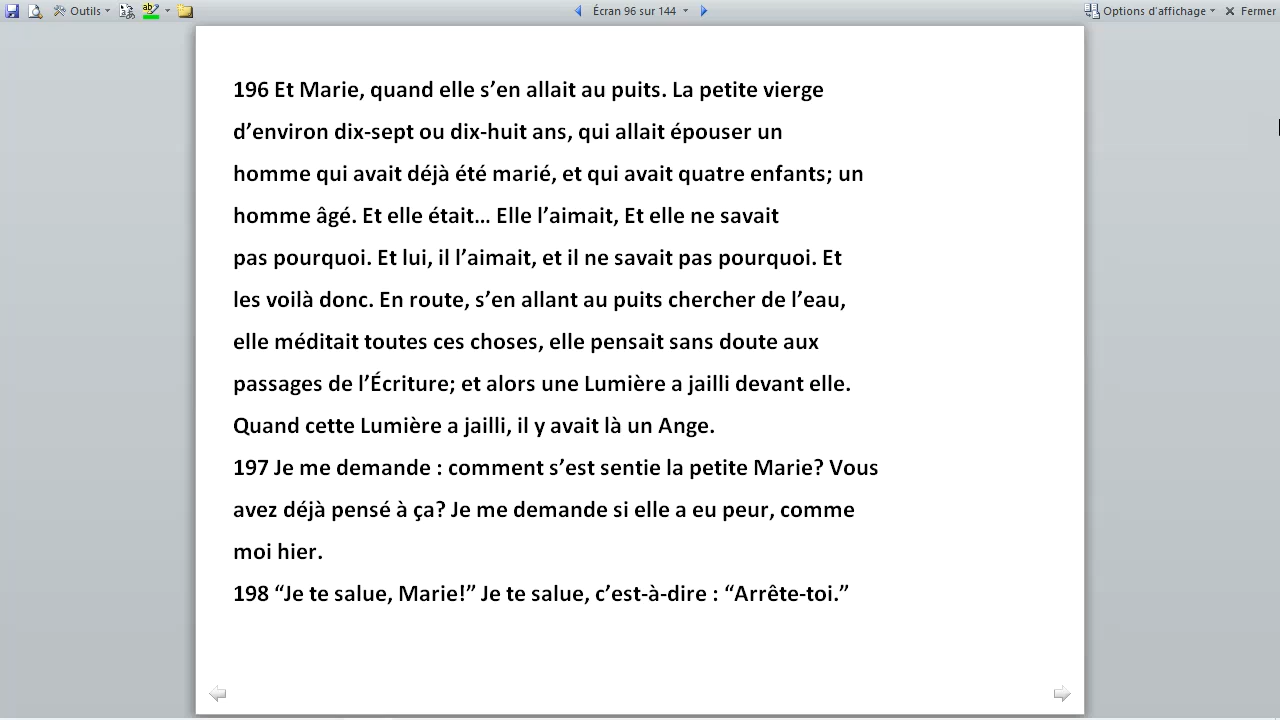 Outils
Écran 96 sur 144
Options d'affichage
Fermer
196 Et Marie, quand elle s’en allait au puits. La petite vierge
d’environ dix-sept ou dix-huit ans, qui allait épouser un
homme qui avait déjà été marié, et qui avait quatre enfants; un
homme âgé. Et elle était… Elle l’aimait, Et elle ne savait
pas pourquoi. Et lui, il l’aimait, et il ne savait pas pourquoi. Et
les voilà donc. En route, s’en allant au puits chercher de l’eau,
elle méditait toutes ces choses, elle pensait sans doute aux
passages de l’Écriture; et alors une Lumière a jailli devant elle.
Quand cette Lumière a jailli, il y avait là un Ange.
197 Je me demande : comment s’est sentie la petite Marie? Vous
avez déjà pensé à ça? Je me demande si elle a eu peur, comme
moi hier.
198 “Je te salue, Marie!” Je te salue, c’est-à-dire : “Arrête-toi.”